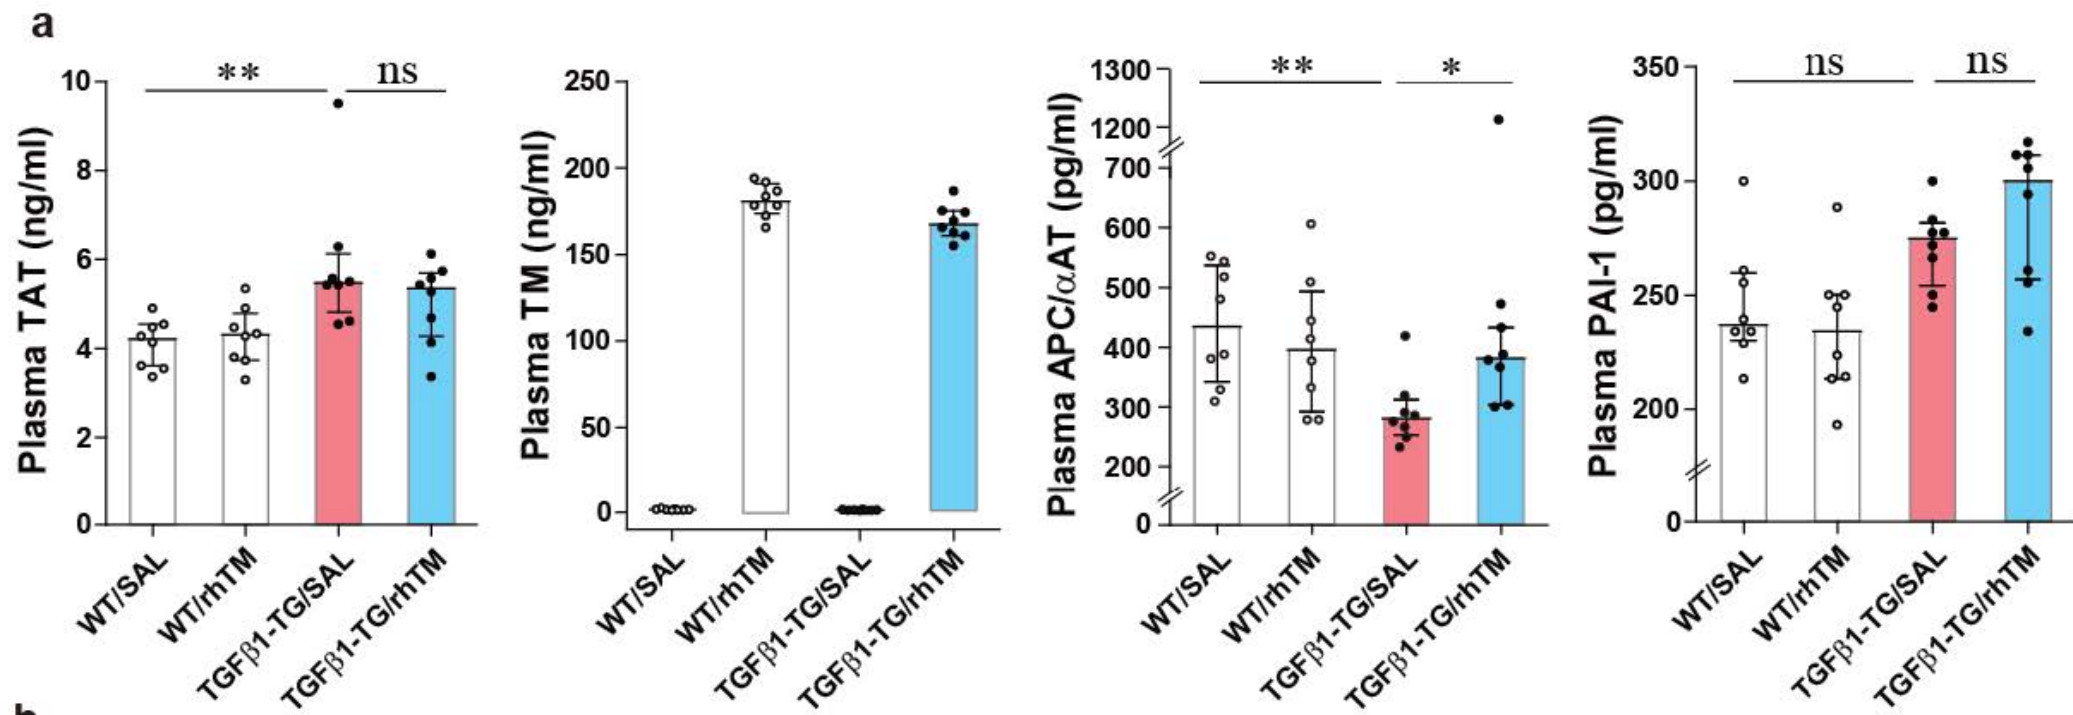 a
Plasma TAT (ng/ml)
10
8
6
4
2
0
**
ns
WT/SAL
WT/rhTM
TGFβ1-TG/SAL
TGFβ1-TG/rhTM
Plasma TM (ng/ml)
250
200
150
100
50
0
WT/SAL
WT/rhTM
TGFβ1-TG/SAL
TGFβ1-TG/rhTM
Plasma APC/αAT (pg/ml)
1300
1200
700
600
500
400
300
200
0
**
*
WT/SAL
WT/rhTM
TGFβ1-TG/SAL
TGFβ1-TG/rhTM
Plasma PAI-1 (pg/ml)
350
300
250
200
0
ns
ns
WT/SAL
WT/rhTM
TGFβ1-TG/SAL
TGFβ1-TG/rhTM
b